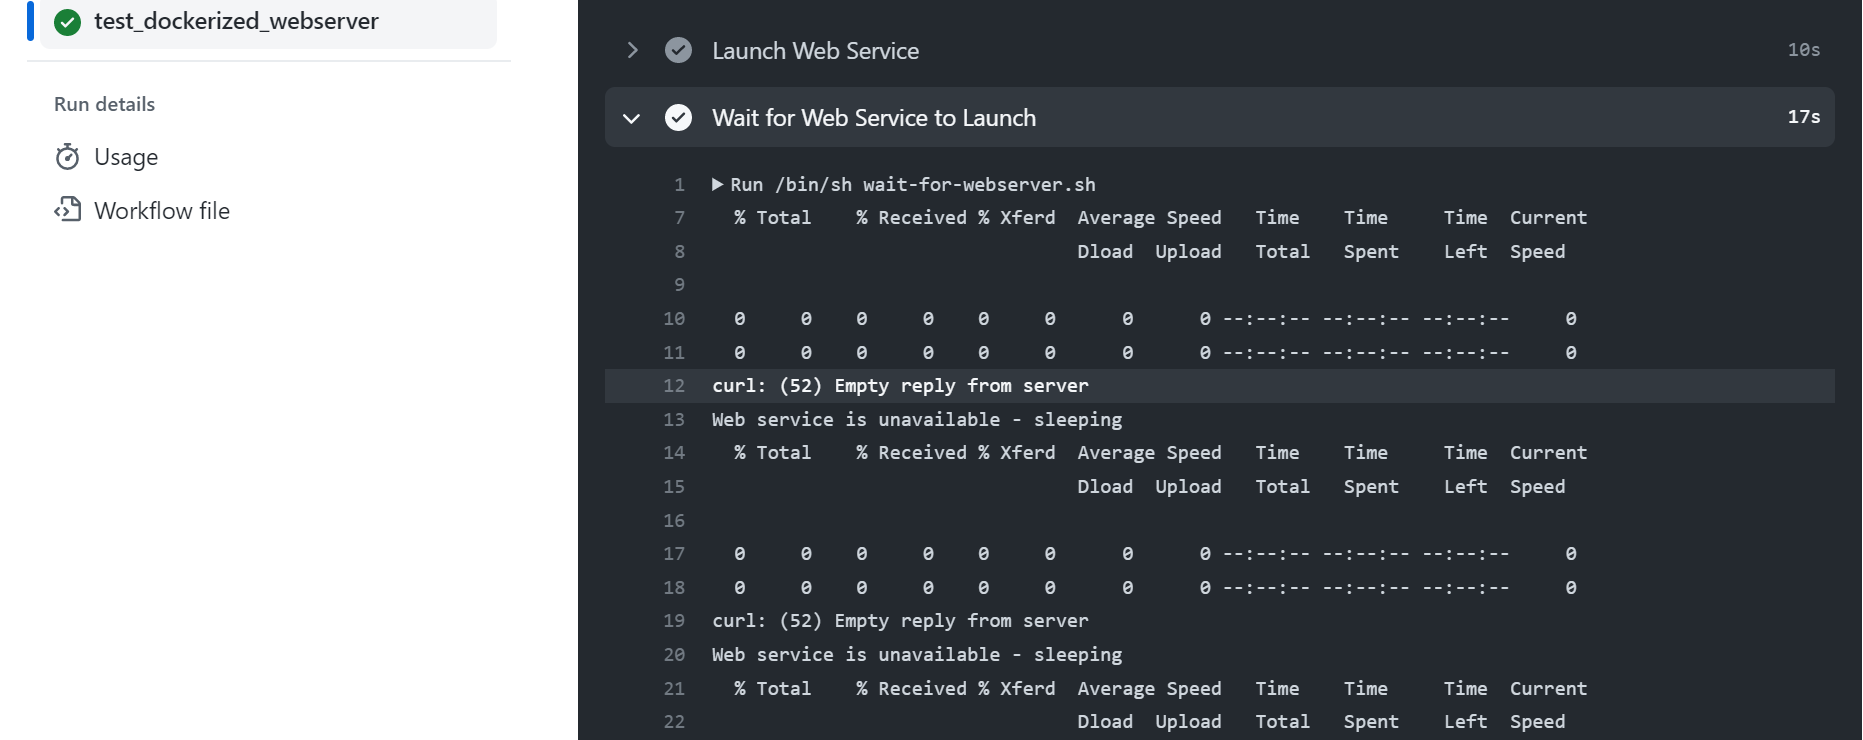 test_dockerized_webserver
Run details
Usage
Workflow file
Launch Web Service 10s
Wait for Web Service to Launch 17s
1 Run /bin/sh wait-for-webserver.sh
7 % Total % Received % Xferd Average Speed Time Time Time Current
8 Dload Upload Total Spent Left Speed
9
10 0 0 0 0 0 0 0 0 --:--:-- --:--:-- --:--:-- 0
11 0 0 0 0 0 0 0 0 --:--:-- --:--:-- --:--:-- 0
12 curl: (52) Empty reply from server
13 Web service is unavailable - sleeping
14 % Total % Received % Xferd Average Speed Time Time Time Current
15 Dload Upload Total Spent Left Speed
16
17 0 0 0 0 0 0 0 0 --:--:-- --:--:-- --:--:-- 0
18 0 0 0 0 0 0 0 0 --:--:-- --:--:-- --:--:-- 0
19 curl: (52) Empty reply from server
20 Web service is unavailable - sleeping
21 % Total % Received % Xferd Average Speed Time Time Time Current
22 Dload Upload Total Spent Left Speed